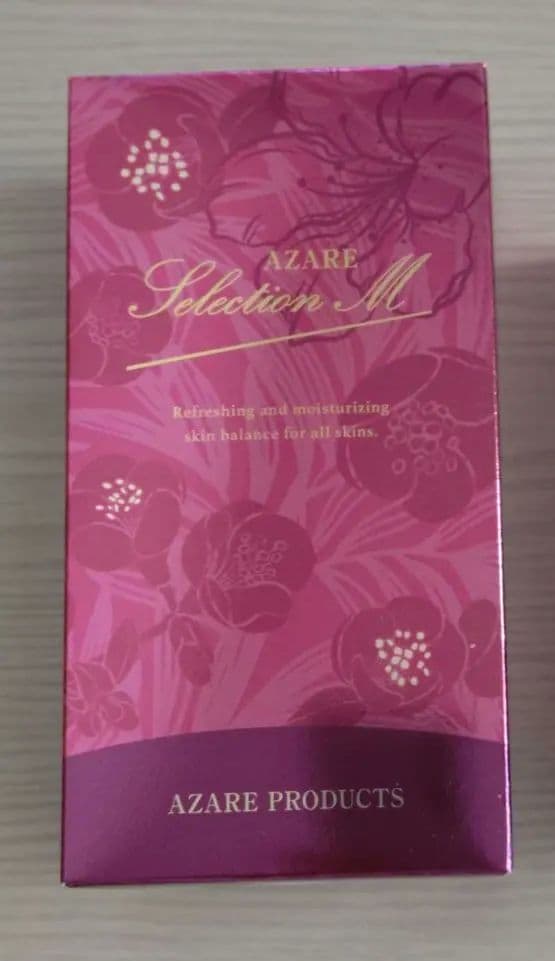 AZARE
Selection M
Refreshing and moisturizing
skin balance for all skins.
AZARE PRODUCTS